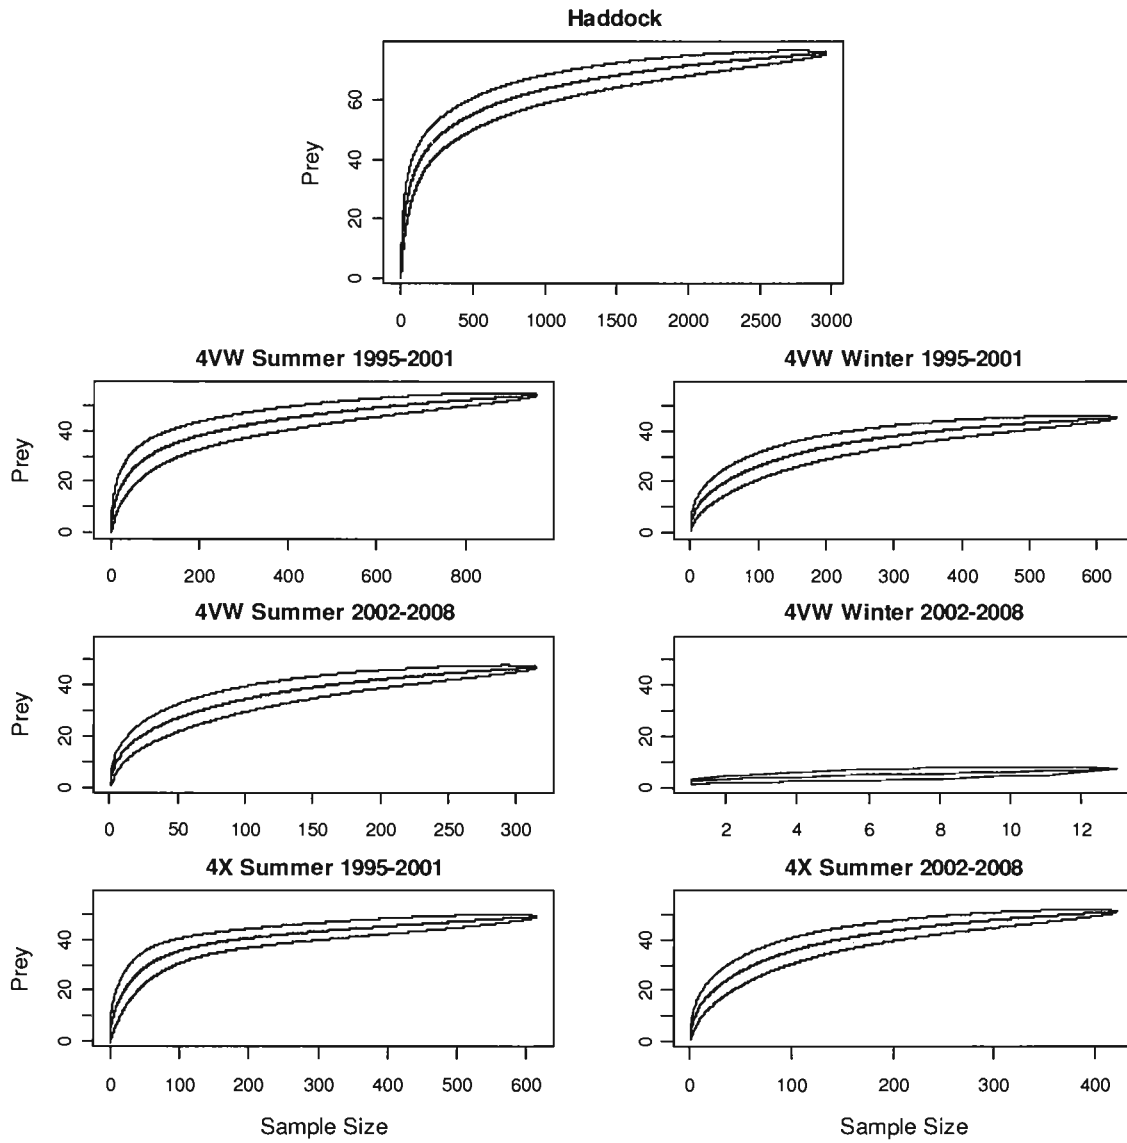 Haddock
Prey
0 20 40 60
0 500 1000 1500 2000 2500 3000
4VW Summer 1995-2001
Prey
0 20 40
0 200 400 600 800
4VW Winter 1995-2001
0 20 40
0 100 200 300 400 500 600
4VW Summer 2002-2008
Prey
0 20 40
0 50 100 150 200 250 300
4VW Winter 2002-2008
0 20 40
2 4 6 8 10 12
4X Summer 1995-2001
Prey
0 20 40
0 100 200 300 400 500 600
Sample Size
4X Summer 2002-2008
0 20 40
0 100 200 300 400
Sample Size